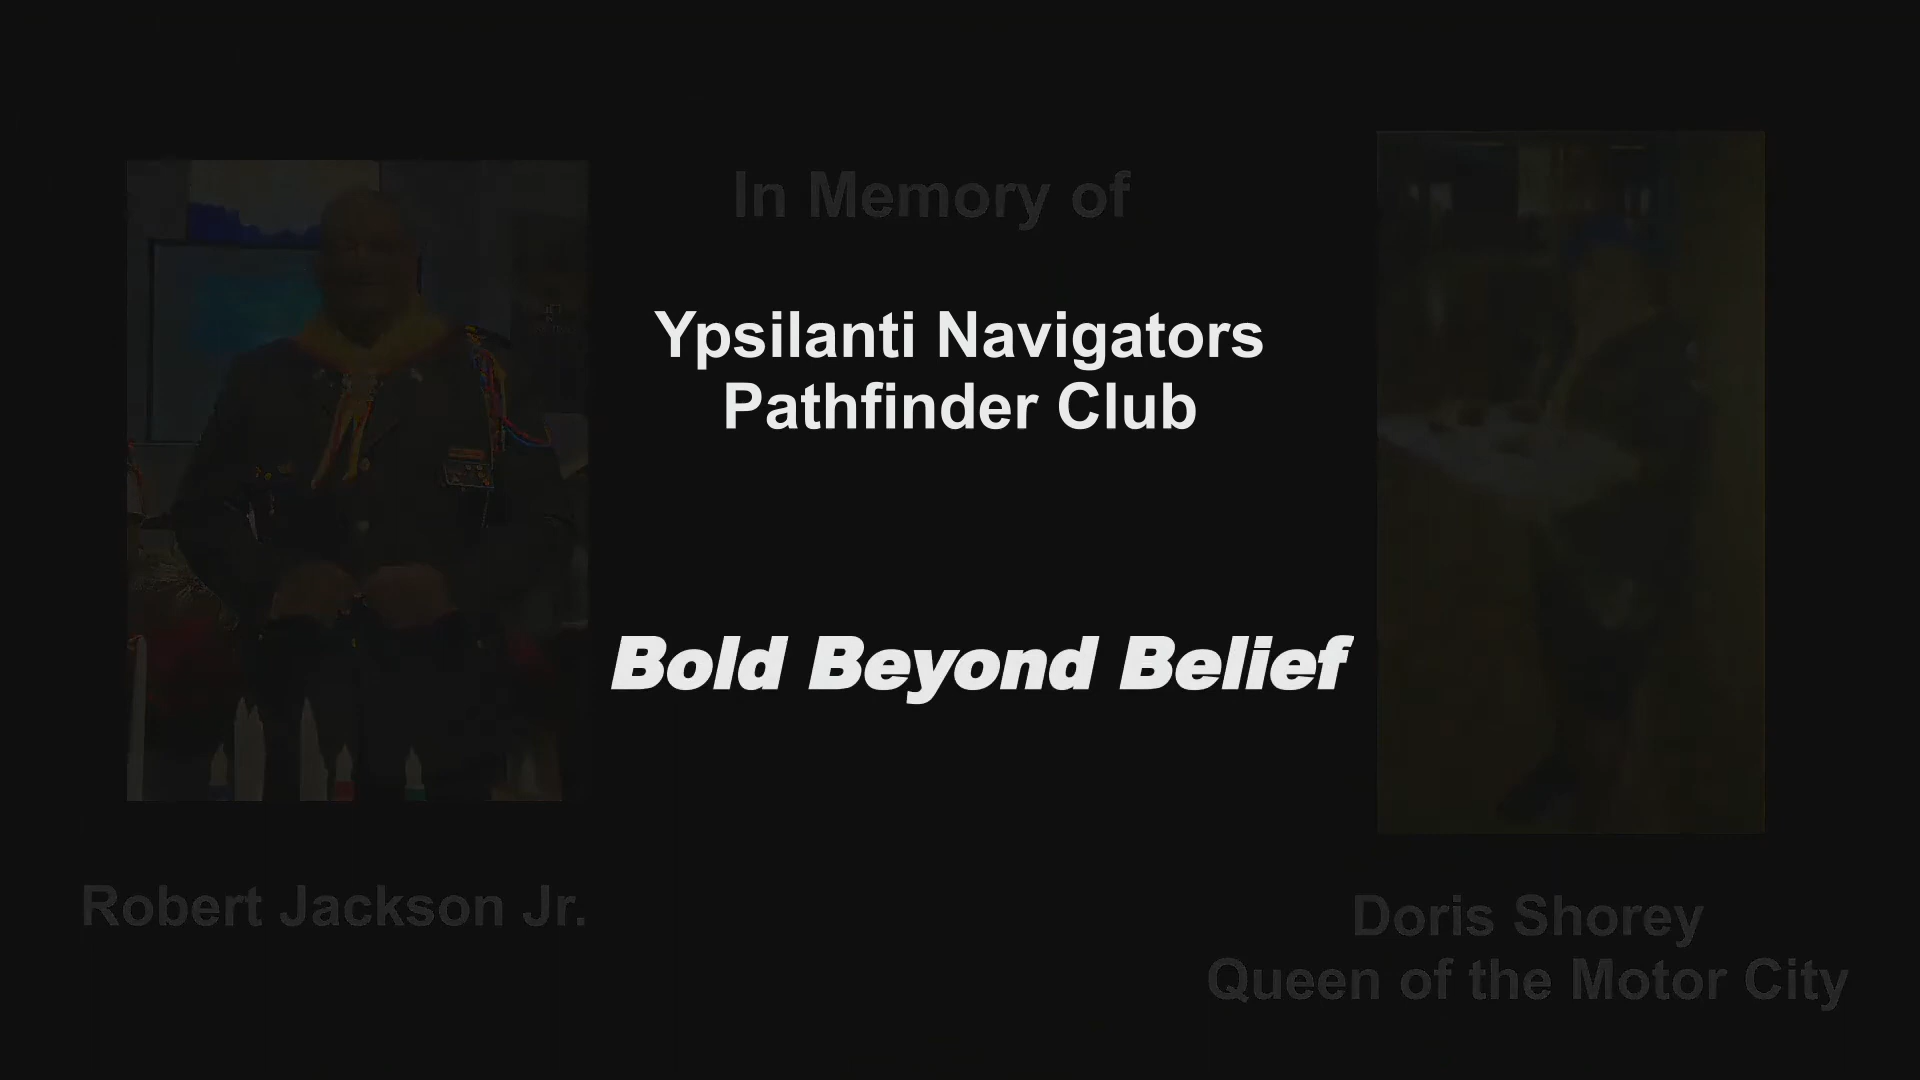 In Memory of
Ypsilanti Navigators
Pathfinder Club
Bold Beyond Belief
Robert Jackson Jr.
Doris Shorey
Queen of the Motor City